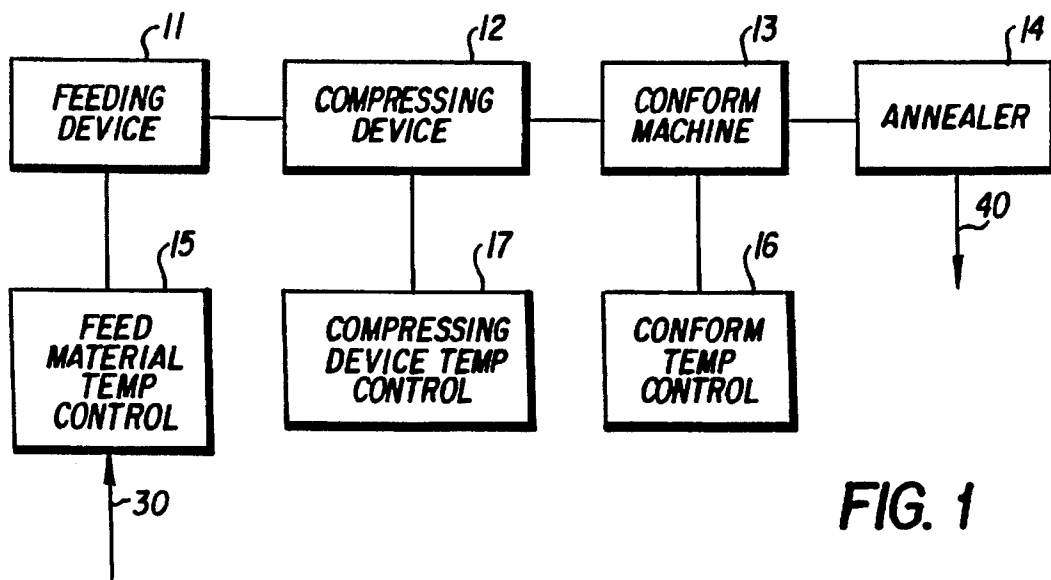 11
FEEDING
DEVICE
12
COMPRESSING
DEVICE
13
CONFORM
MACHINE
14
ANNEALER
15
FEED
MATERIAL
TEMP
CONTROL
17
COMPRESSING
DEVICE TEMP
CONTROL
16
CONFORM
TEMP
CONTROL
40
30
FIG. 1